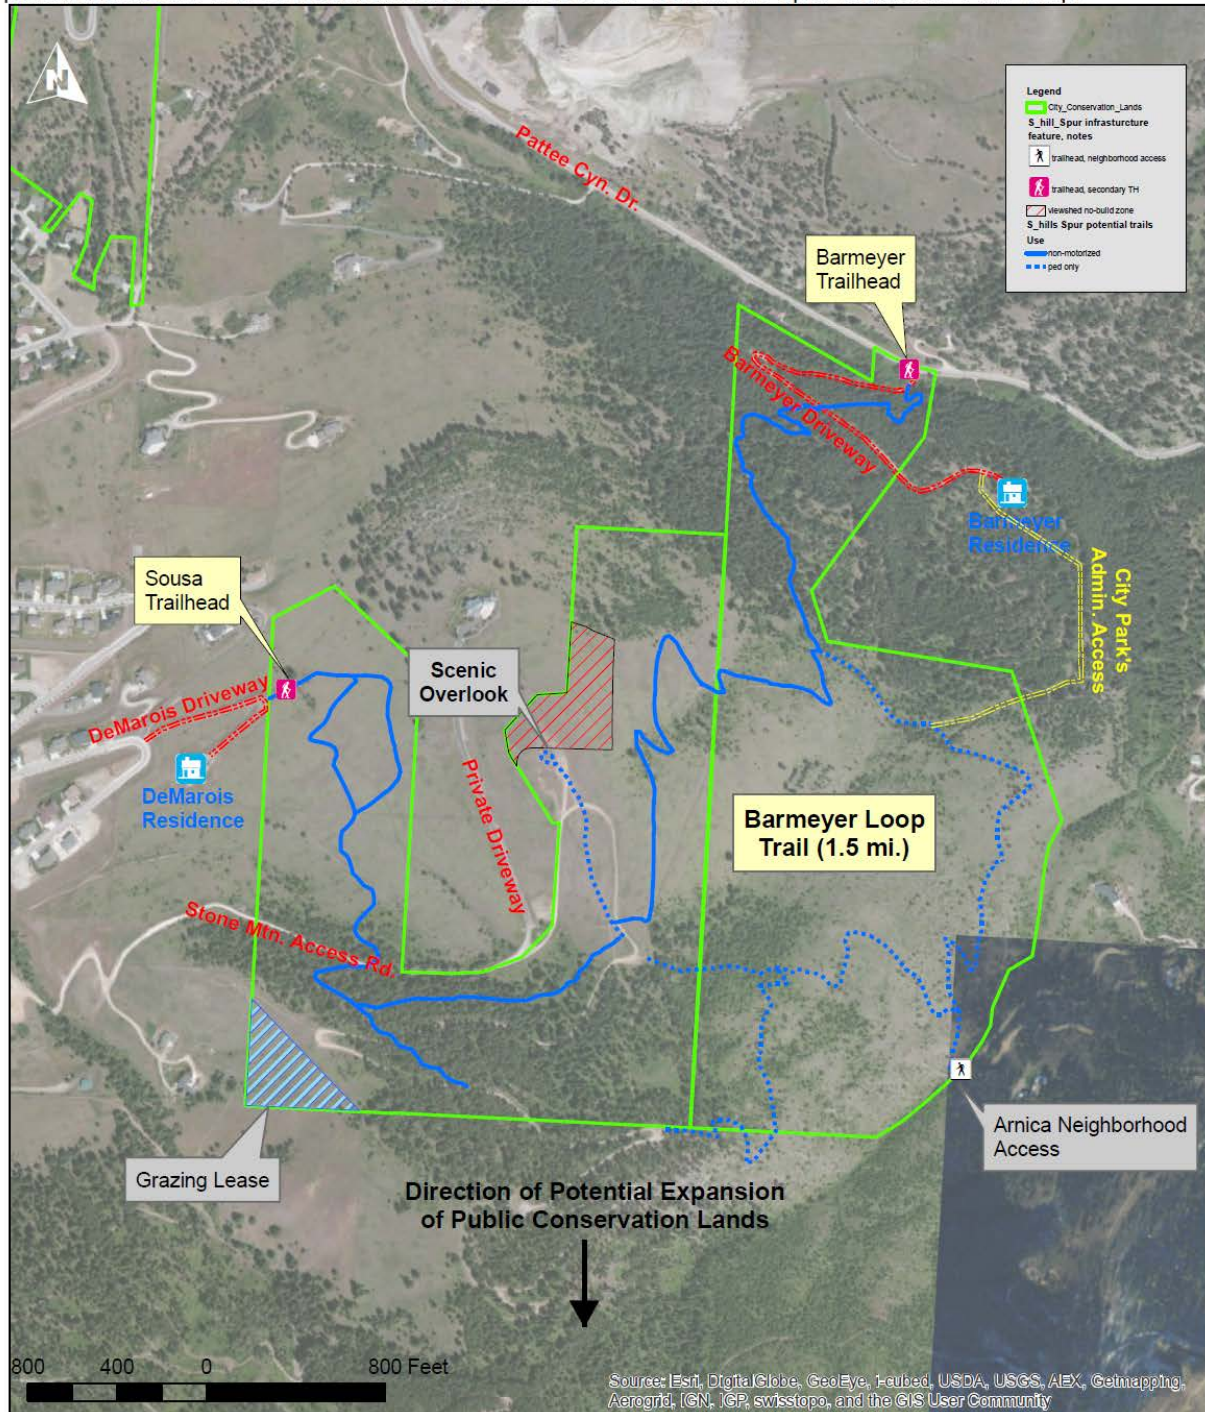 N
Legend
City_Conservation_Lands
S_hill_Spur infrasturcture
feature, notes
trailhead, neighborhood access
trailhead, secondary TH
viewshed no-build zone
S_hills Spur potential trails
Use
non-motorized
ped only
Pattee Cyn. Dr.
Barmeyer
Trailhead
Barmeyer Driveway
Barmeyer
Residence
City Park's
Admin. Access
Sousa
Trailhead
Scenic
Overlook
DeMarois Driveway
DeMarois
Residence
Private Driveway
Barmeyer Loop
Trail (1.5 mi.)
Stone Mtn. Access Rd.
Grazing Lease
Arnica Neighborhood
Access
Direction of Potential Expansion
of Public Conservation Lands
800 400 0 800 Feet
Source: Esri, DigitalGlobe, GeoEye, i-cubed, USDA, USGS, AEX, Getmapping,
Aerogrid, IGN, IGP, swisstopo, and the GIS User Community